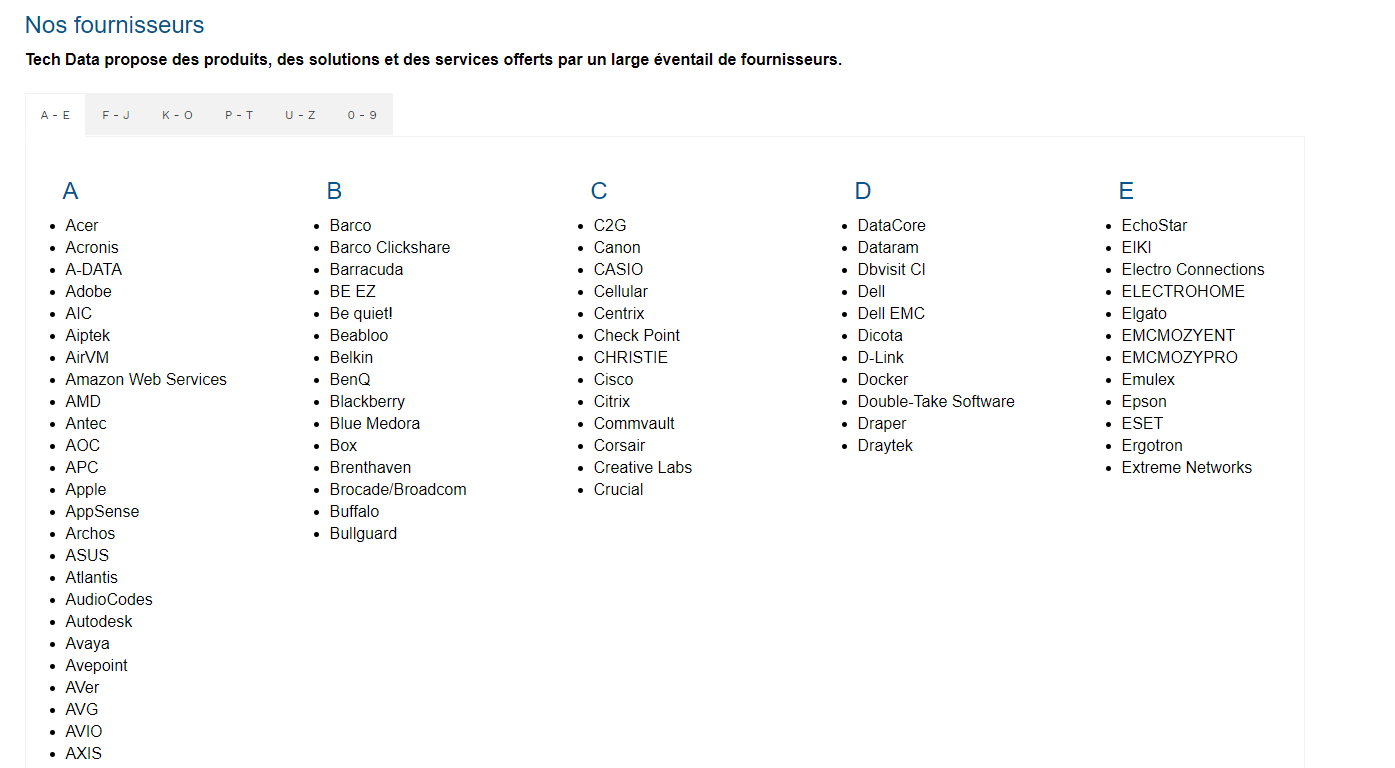 Nos fournisseurs
Tech Data propose des produits, des solutions et des services offerts par un large éventail de fournisseurs.
A - E
F - J
K - O
P - T
U - Z
0 - 9
A
Acer
Acronis
A-DATA
Adobe
AIC
Aiptek
AirVM
Amazon Web Services
AMD
Antec
AOC
APC
Apple
AppSense
Archos
ASUS
Atlantis
AudioCodes
Autodesk
Avaya
Avepoint
AVer
AVG
AVIO
AXIS
B
Barco
Barco Clickshare
Barracuda
BE EZ
Be quiet!
Beabloo
Belkin
BenQ
Blackberry
Blue Medora
Box
Brenthaven
Brocade/Broadcom
Buffalo
Bullguard
C
C2G
Canon
CASIO
Cellular
Centrix
Check Point
CHRISTIE
Cisco
Citrix
Commvault
Corsair
Creative Labs
Crucial
D
DataCore
Dataram
Dbvisit CI
Dell
Dell EMC
Dicota
D-Link
Docker
Double-Take Software
Draper
Draytek
E
EchoStar
EIKI
Electro Connections
ELECTROHOME
Elgato
EMCMOZYENT
EMCMOZYPRO
Emulex
Epson
ESET
Ergotron
Extreme Networks